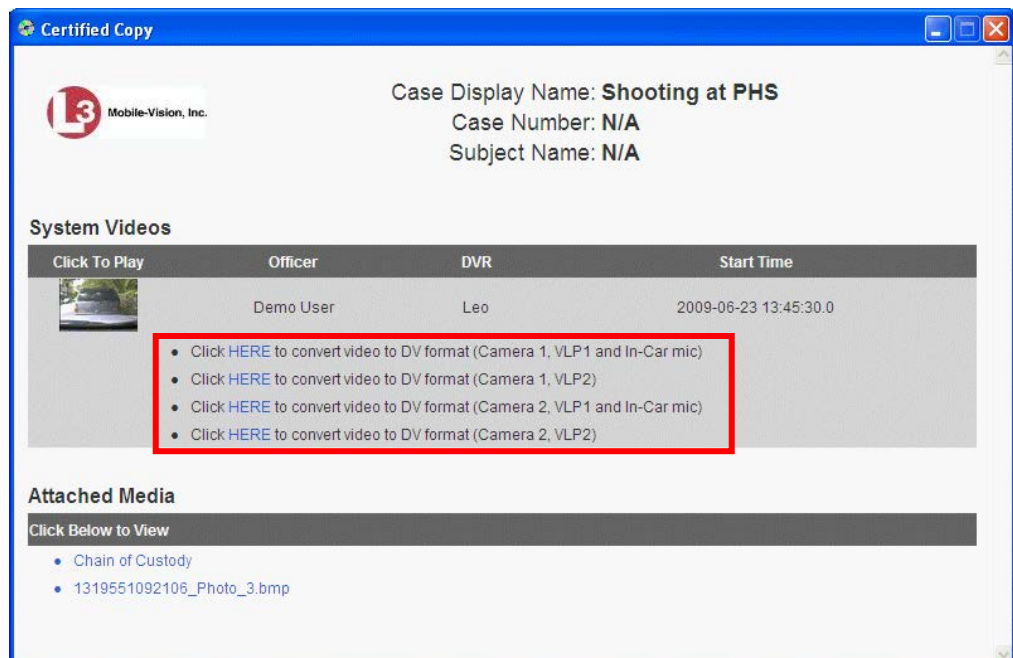 Certified Copy
L3 Mobile-Vision, Inc.
Case Display Name: Shooting at PHS
Case Number: N/A
Subject Name: N/A
System Videos
Click To Play Officer DVR Start Time
Demo User Leo 2009-06-23 13:45:30.0
• Click HERE to convert video to DV format (Camera 1, VLP1 and In-Car mic)
• Click HERE to convert video to DV format (Camera 1, VLP2)
• Click HERE to convert video to DV format (Camera 2, VLP1 and In-Car mic)
• Click HERE to convert video to DV format (Camera 2, VLP2)
Attached Media
Click Below to View
• Chain of Custody
• 1319551092106_Photo_3.bmp